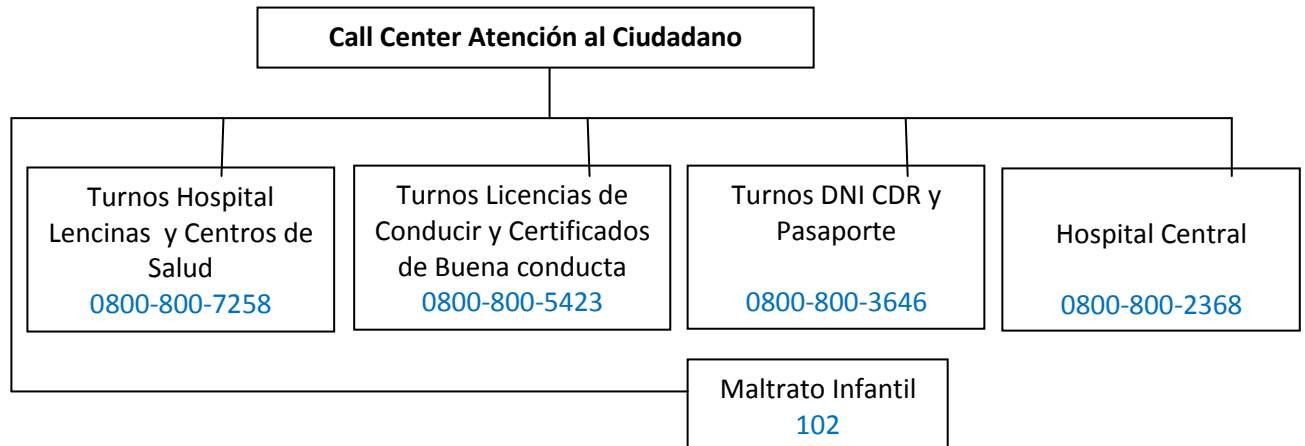 Call Center Atención al Ciudadano
Turnos Hospital
Lencinas y Centros de
Salud
0800-800-7258
Turnos Licencias de
Conducir y Certificados
de Buena conducta
0800-800-5423
Turnos DNI CDR y
Pasaporte
0800-800-3646
Hospital Central
0800-800-2368
Maltrato Infantil
102